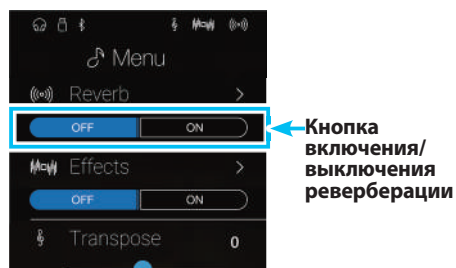 Menu
Reverb >
OFF ON
Кнопка
включения/
выключения
реверберации
Effects >
OFF ON
Transpose 0